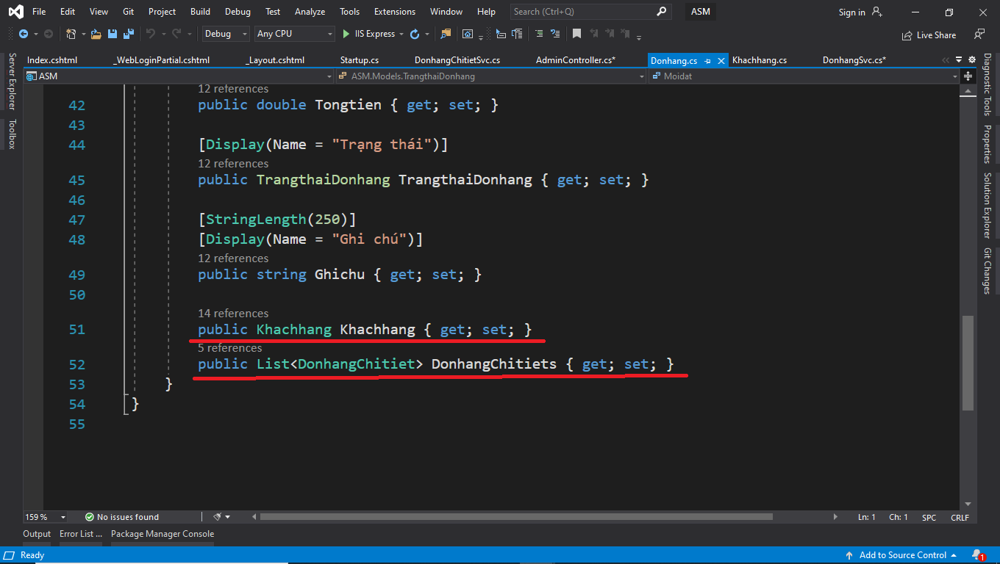 File Edit View Git Project Build Debug Test Analyze Tools Extensions Window Help Search (Ctrl+Q) ASM Sign in
Debug Any CPU IIS Express Live Share
Index.cshtml _WebLoginPartial.cshtml _Layout.cshtml Startup.cs DonhangChitietSvc.cs AdminController.cs* Donhang.cs Khachhang.cs DonhangSvc.cs*
ASM ASM.Models.TrangthaiDonhang Moidat
Server Explorer
Toolbox
12 references
42 public double Tongtien { get; set; }
43
44 [Display(Name = "Trạng thái")]
12 references
45 public TrangthaiDonhang TrangthaiDonhang { get; set; }
46
47 [StringLength(250)]
48 [Display(Name = "Ghi chú")]
12 references
49 public string Ghichu { get; set; }
50
14 references
51 public Khachhang Khachhang { get; set; }
5 references
52 public List<DonhangChitiet> DonhangChitiets { get; set; }
53 }
54 }
55
Diagnostic Tools
Properties
Solution Explorer
Git Changes
159 % No issues found Ln: 1 Ch: 1 SPC CRLF
Output Error List ... Package Manager Console
Ready Add to Source Control 1